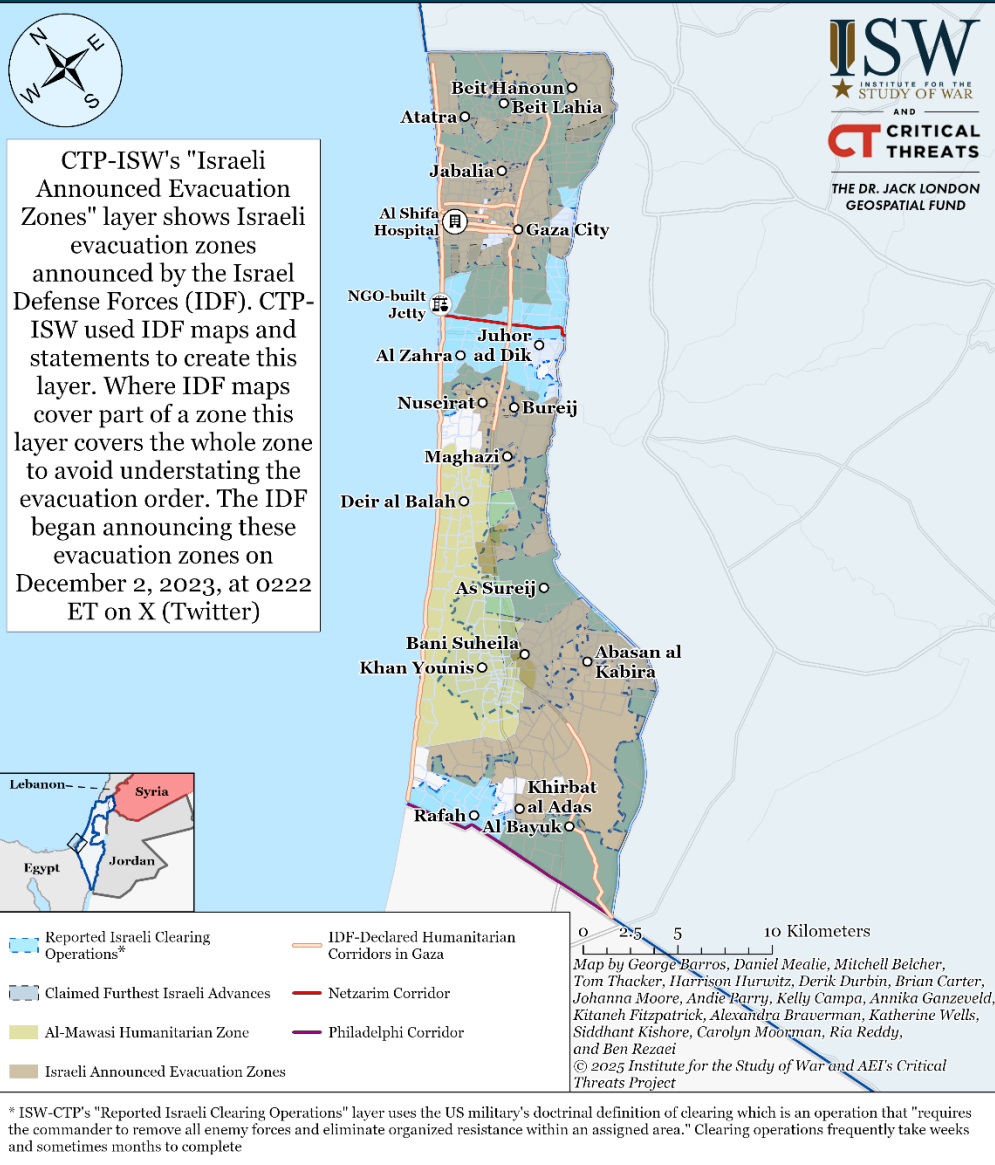 N
E
W
S
ISW
INSTITUTE FOR THE
STUDY OF WAR
AND
CT CRITICAL
THREATS
THE DR. JACK LONDON
GEOSPATIAL FUND
CTP-ISW's "Israeli
Announced Evacuation
Zones" layer shows Israeli
evacuation zones
announced by the Israel
Defense Forces (IDF). CTP-
ISW used IDF maps and
statements to create this
layer. Where IDF maps
cover part of a zone this
layer covers the whole zone
to avoid understating the
evacuation order. The IDF
began announcing these
evacuation zones on
December 2, 2023, at 0222
ET on X (Twitter)
Beit Hanoun
Beit Lahia
Atatra
Jabalia
Al Shifa
Hospital
Gaza City
NGO-built
Jetty
Juhor
ad Dik
Al Zahra
Nuseirat
Bureij
Maghazi
Deir al Balah
As Sureij
Bani Suheila
Khan Younis
Abasan al
Kabira
Khirbat
al Adas
Rafah
Al Bayuk
Lebanon
Syria
Egypt
Jordan
Reported Israeli Clearing
Operations*
Claimed Furthest Israeli Advances
Al-Mawasi Humanitarian Zone
Israeli Announced Evacuation Zones
IDF-Declared Humanitarian
Corridors in Gaza
Netzarim Corridor
Philadelphi Corridor
0 2.5 5 10 Kilometers
Map by George Barros, Daniel Mealie, Mitchell Belcher,
Tom Thacker, Harrison Hurwitz, Derik Durbin, Brian Carter,
Johanna Moore, Andie Parry, Kelly Campa, Annika Ganzeveld,
Kitaneh Fitzpatrick, Alexandra Braverman, Katherine Wells,
Siddhant Kishore, Carolyn Moorman, Ria Reddy,
and Ben Rezaei
© 2025 Institute for the Study of War and AEI's Critical
Threats Project
* ISW-CTP's "Reported Israeli Clearing Operations" layer uses the US military's doctrinal definition of clearing which is an operation that "requires
the commander to remove all enemy forces and eliminate organized resistance within an assigned area." Clearing operations frequently take weeks
and sometimes months to complete